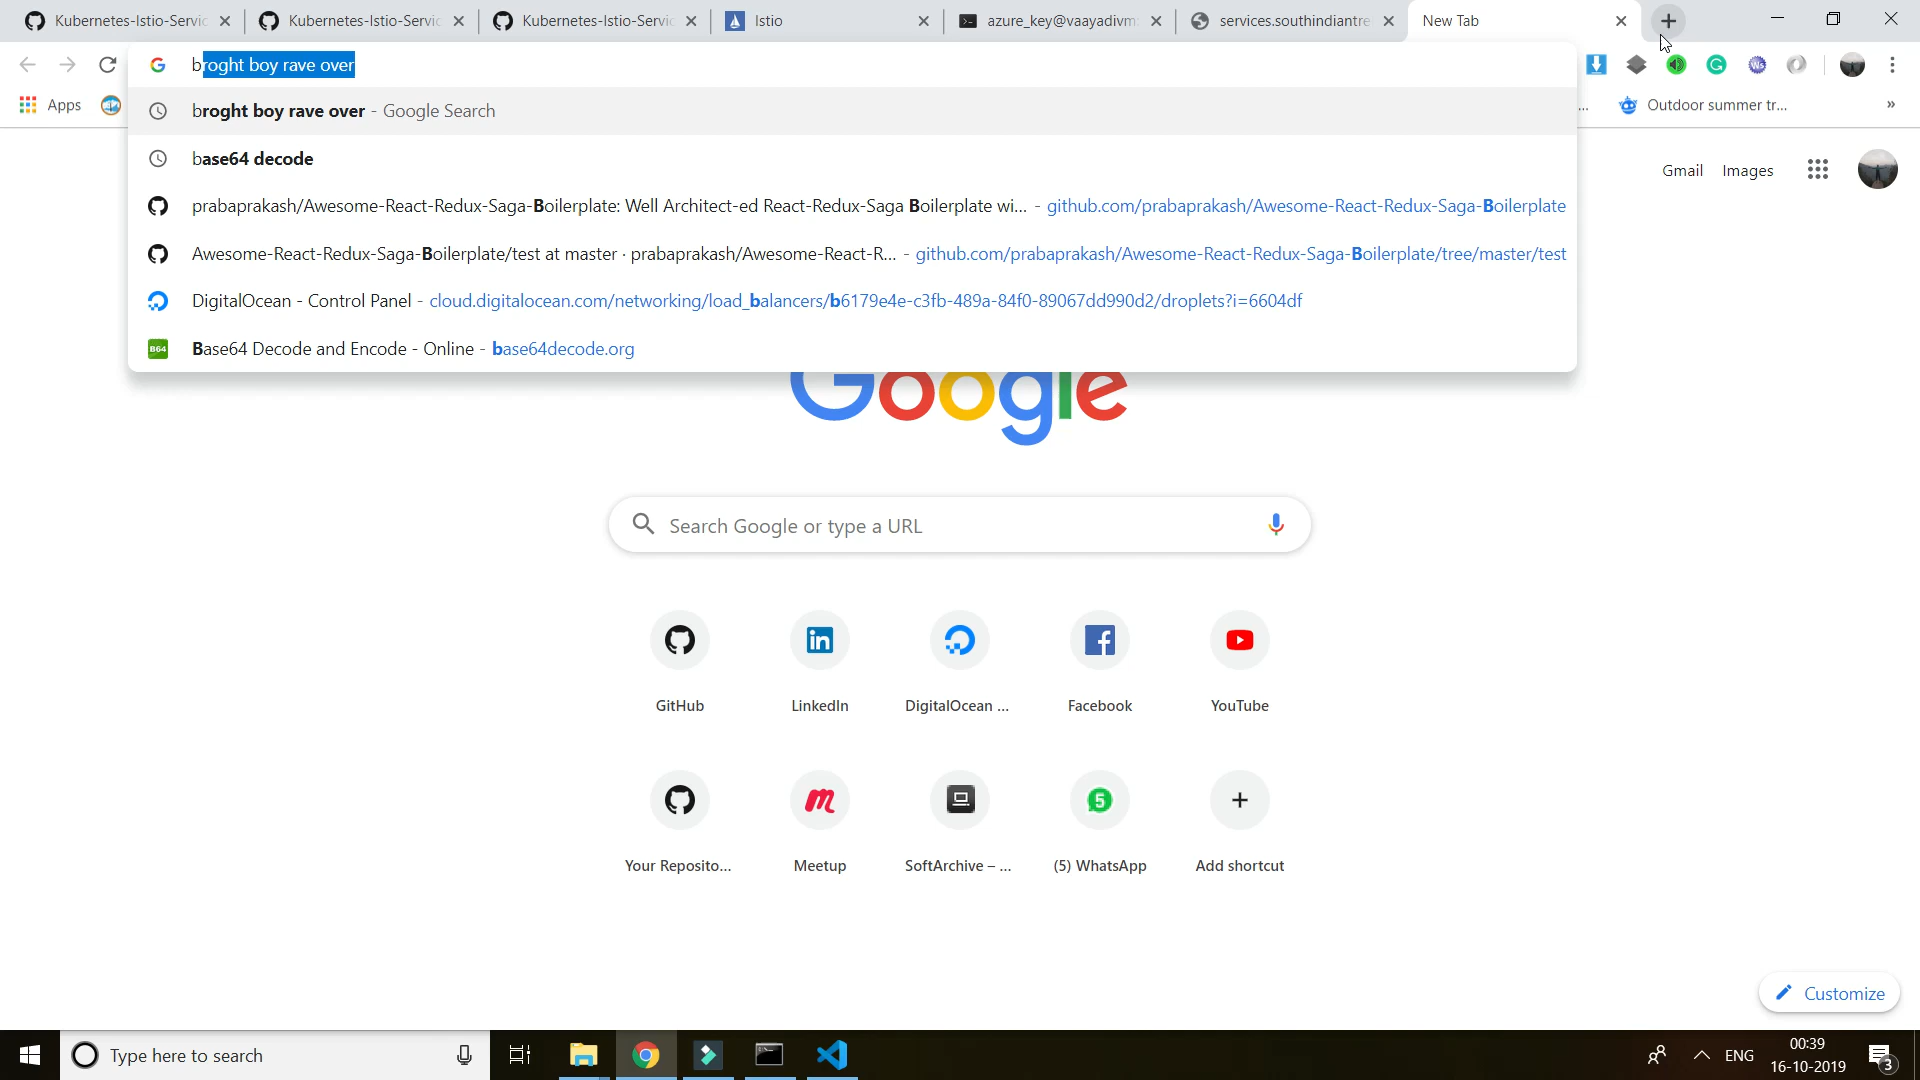 Kubernetes-Istio-Servic
Kubernetes-Istio-Servic
Kubernetes-Istio-Servic
Istio
azure_key@vaayadivm
services.southindiantre
New Tab
broght boy rave over
Apps
... Outdoor summer tr...
»
broght boy rave over - Google Search
base64 decode
prabaprakash/Awesome-React-Redux-Saga-Boilerplate: Well Architect-ed React-Redux-Saga Boilerplate wi... - github.com/prabaprakash/Awesome-React-Redux-Saga-Boilerplate
Awesome-React-Redux-Saga-Boilerplate/test at master · prabaprakash/Awesome-React-R... - github.com/prabaprakash/Awesome-React-Redux-Saga-Boilerplate/tree/master/test
DigitalOcean - Control Panel - cloud.digitalocean.com/networking/load_balancers/b6179e4e-c3fb-489a-84f0-89067dd990d2/droplets?i=6604df
B64 Base64 Decode and Encode - Online - base64decode.org
Gmail Images
Google
Search Google or type a URL
GitHub
LinkedIn
DigitalOcean ...
Facebook
YouTube
5
Your Reposito...
Meetup
SoftArchive – ...
(5) WhatsApp
Add shortcut
Customize
Type here to search
ENG
00:39
16-10-2019
3